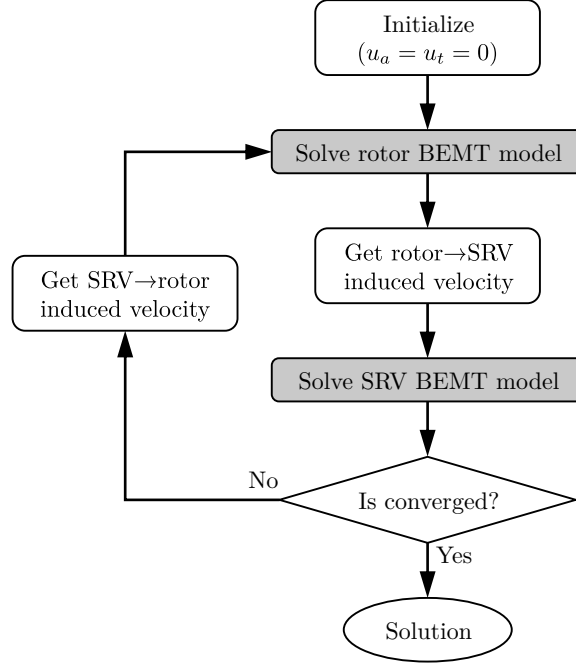 Initialize
(u_a = u_t = 0)
Solve rotor BEMT model
Get rotor→SRV
induced velocity
Get SRV→rotor
induced velocity
Solve SRV BEMT model
No
Is converged?
Yes
Solution